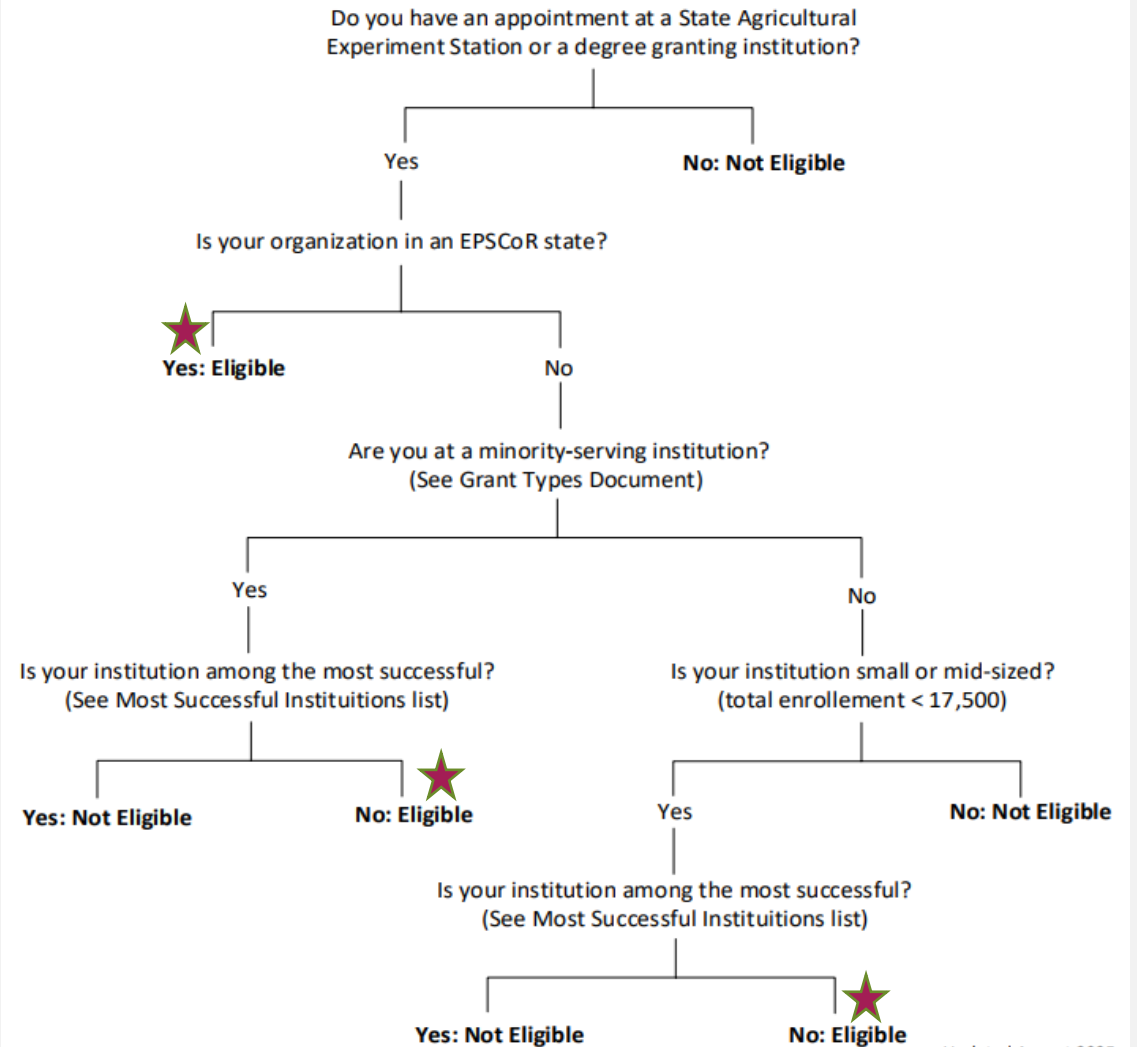 Do you have an appointment at a State Agricultural
Experiment Station or a degree granting institution?
Yes
No: Not Eligible
Is your organization in an EPSCoR state?
Yes: Eligible
No
Are you at a minority-serving institution?
(See Grant Types Document)
Yes
No
Is your institution among the most successful?
(See Most Successful Instituitions list)
Is your institution small or mid-sized?
(total enrollement < 17,500)
Yes: Not Eligible
No: Eligible
Yes
No: Not Eligible
Is your institution among the most successful?
(See Most Successful Instituitions list)
Yes: Not Eligible
No: Eligible